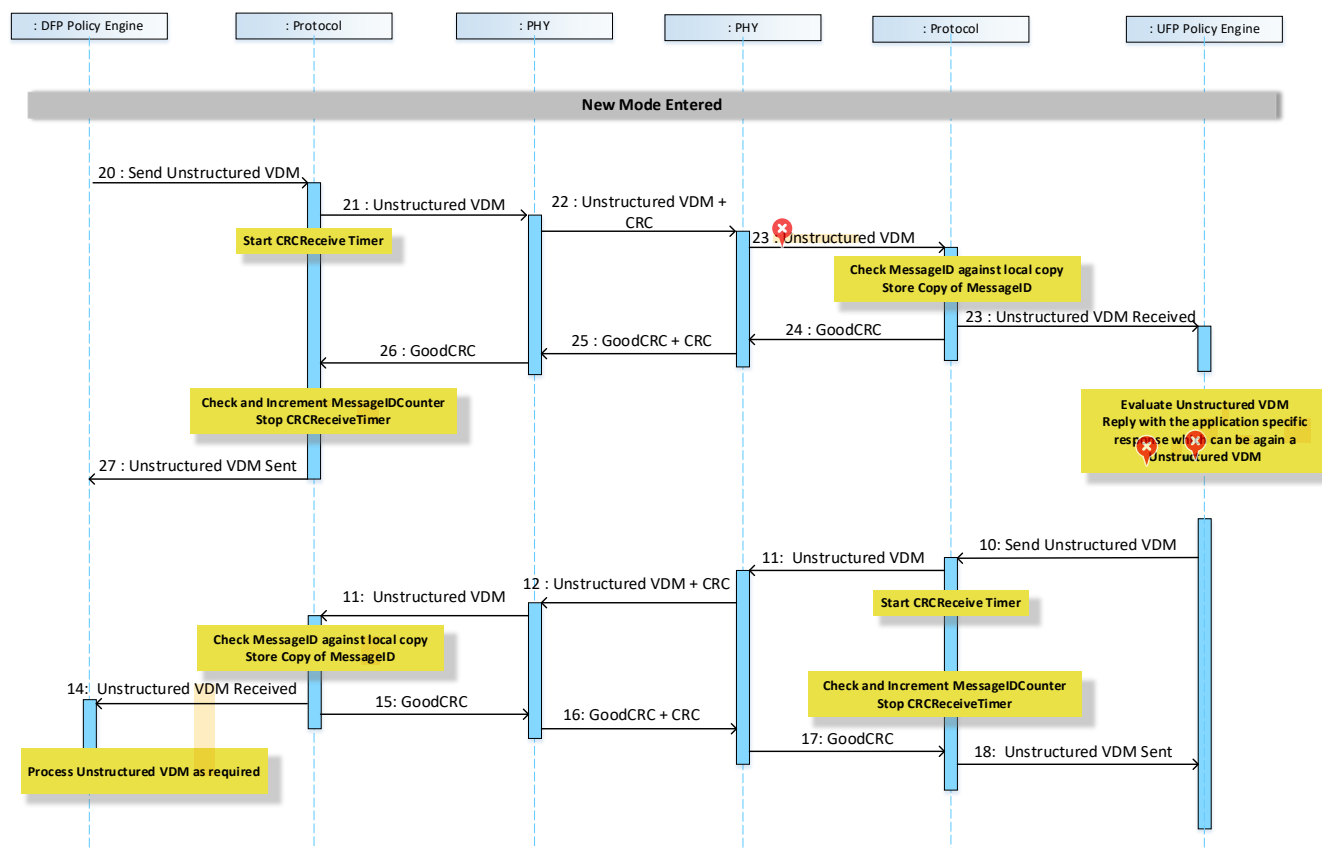 : DFP Policy Engine
: Protocol
: PHY
: PHY
: Protocol
: UFP Policy Engine
New Mode Entered
20 : Send Unstructured VDM
21 : Unstructured VDM
22 : Unstructured VDM +
CRC
Start CRCReceive Timer
23 : Unstructured VDM
Check MessageID against local copy
Store Copy of MessageID
23 : Unstructured VDM Received
24 : GoodCRC
25 : GoodCRC + CRC
26 : GoodCRC
Check and Increment MessageIDCounter
Stop CRCReceiveTimer
Evaluate Unstructured VDM
Reply with the application specific
response which can be again a
Unstructured VDM
27 : Unstructured VDM Sent
10: Send Unstructured VDM
11: Unstructured VDM
12 : Unstructured VDM + CRC
11: Unstructured VDM
Start CRCReceive Timer
Check MessageID against local copy
Store Copy of MessageID
14: Unstructured VDM Received
15: GoodCRC
16: GoodCRC + CRC
Check and Increment MessageIDCounter
Stop CRCReceiveTimer
17: GoodCRC
18: Unstructured VDM Sent
Process Unstructured VDM as required